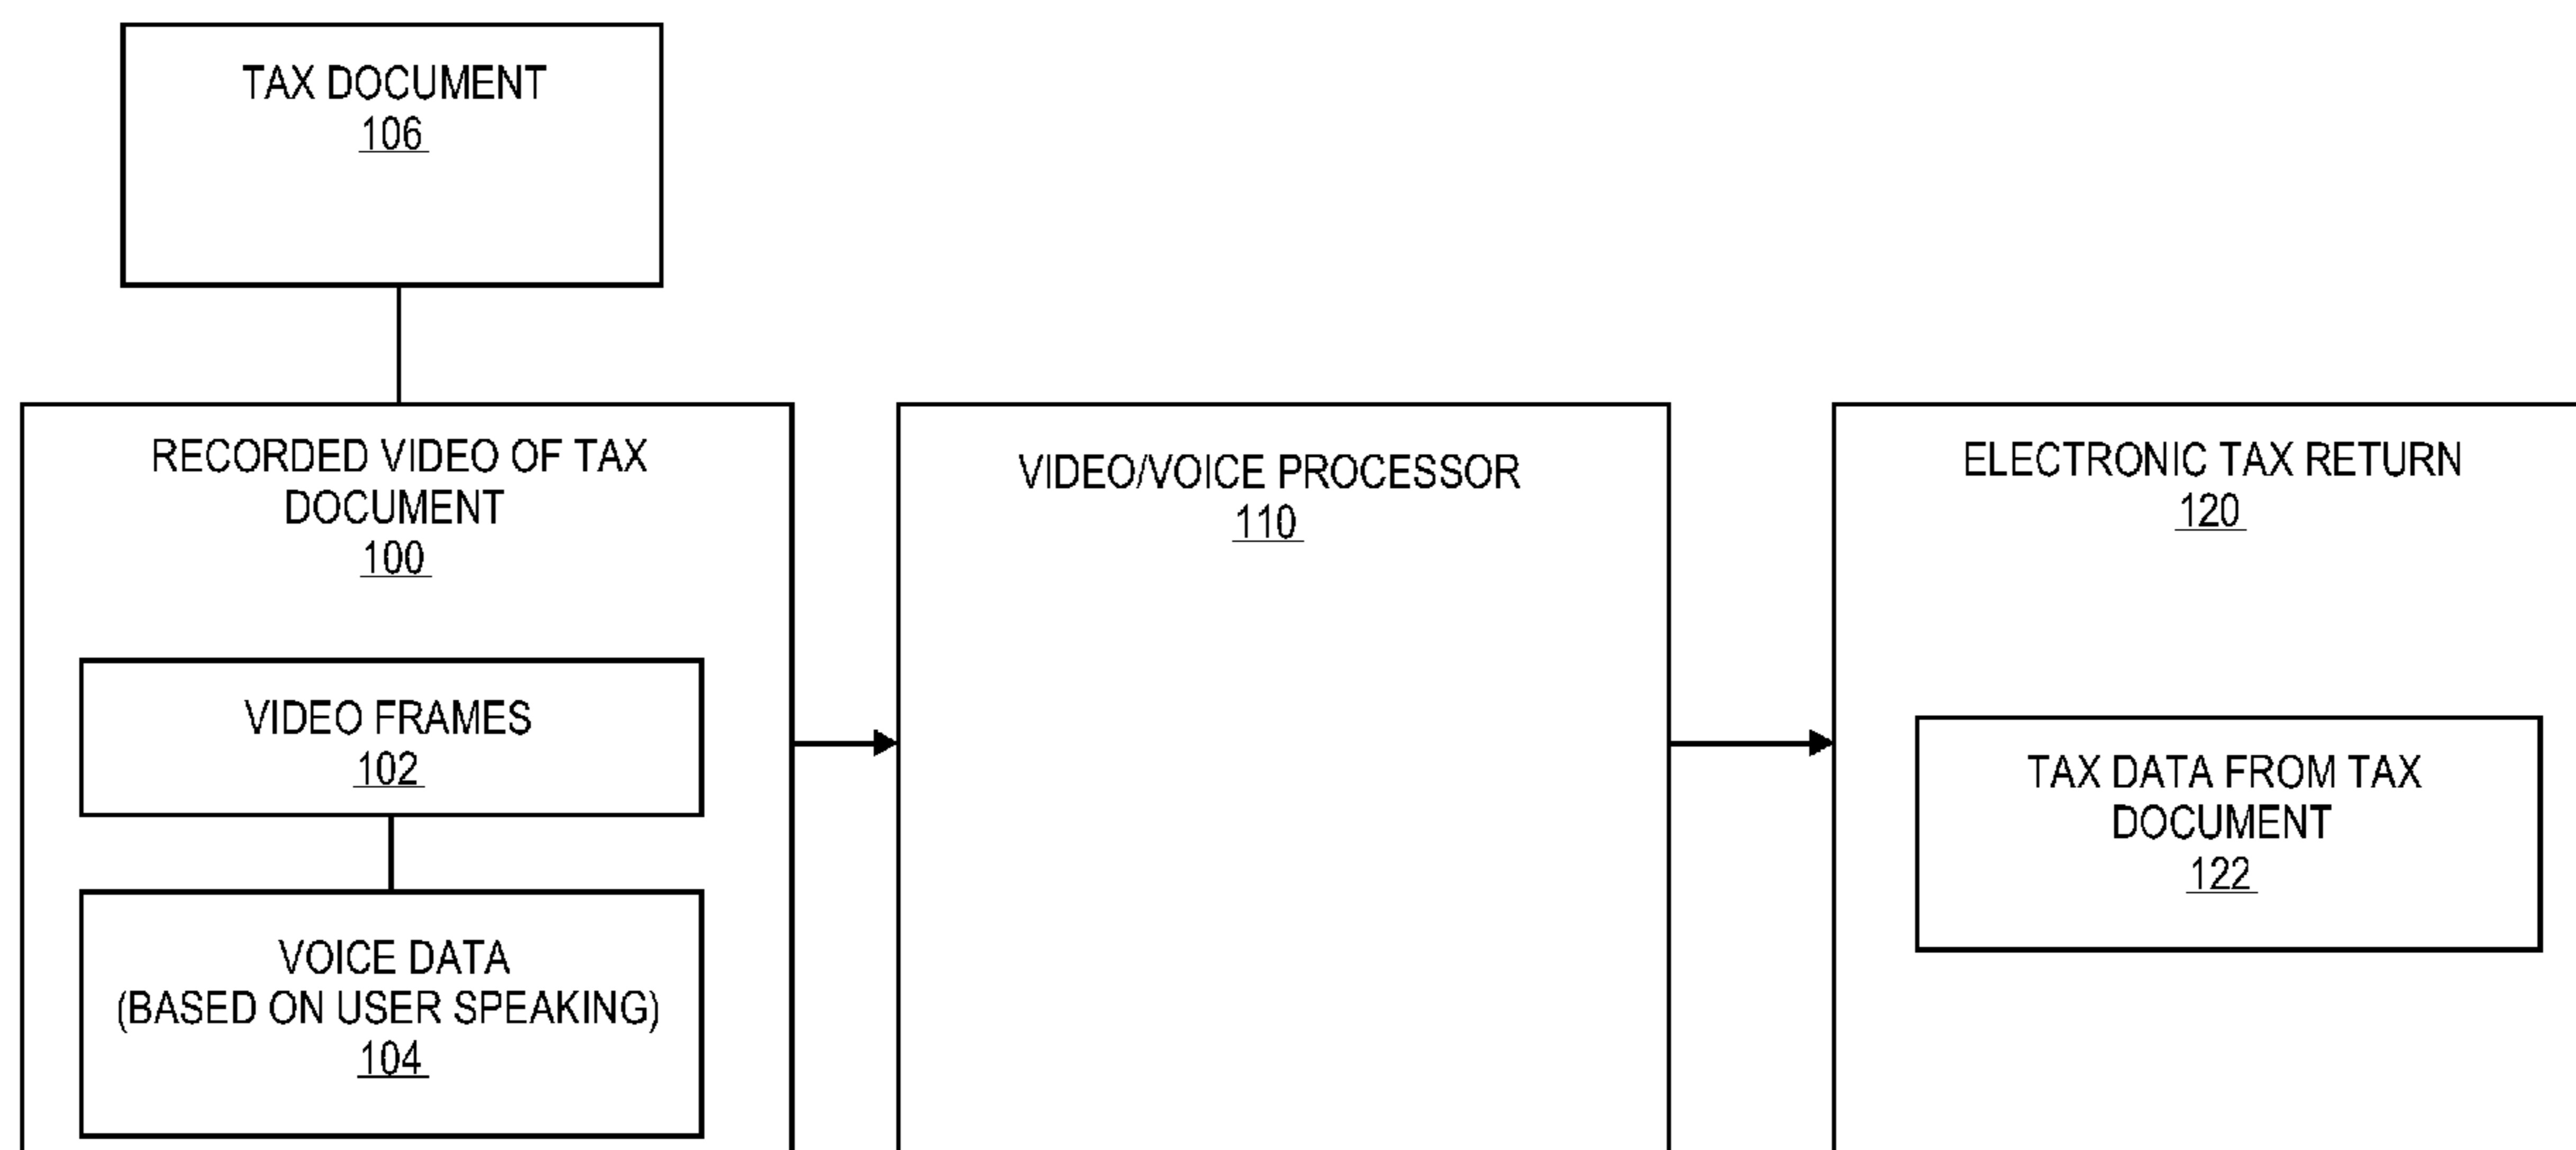 TAX DOCUMENT
106
RECORDED VIDEO OF TAX
DOCUMENT
100
VIDEO FRAMES
102
VOICE DATA
(BASED ON USER SPEAKING)
104
VIDEO/VOICE PROCESSOR
110
ELECTRONIC TAX RETURN
120
TAX DATA FROM TAX
DOCUMENT
122